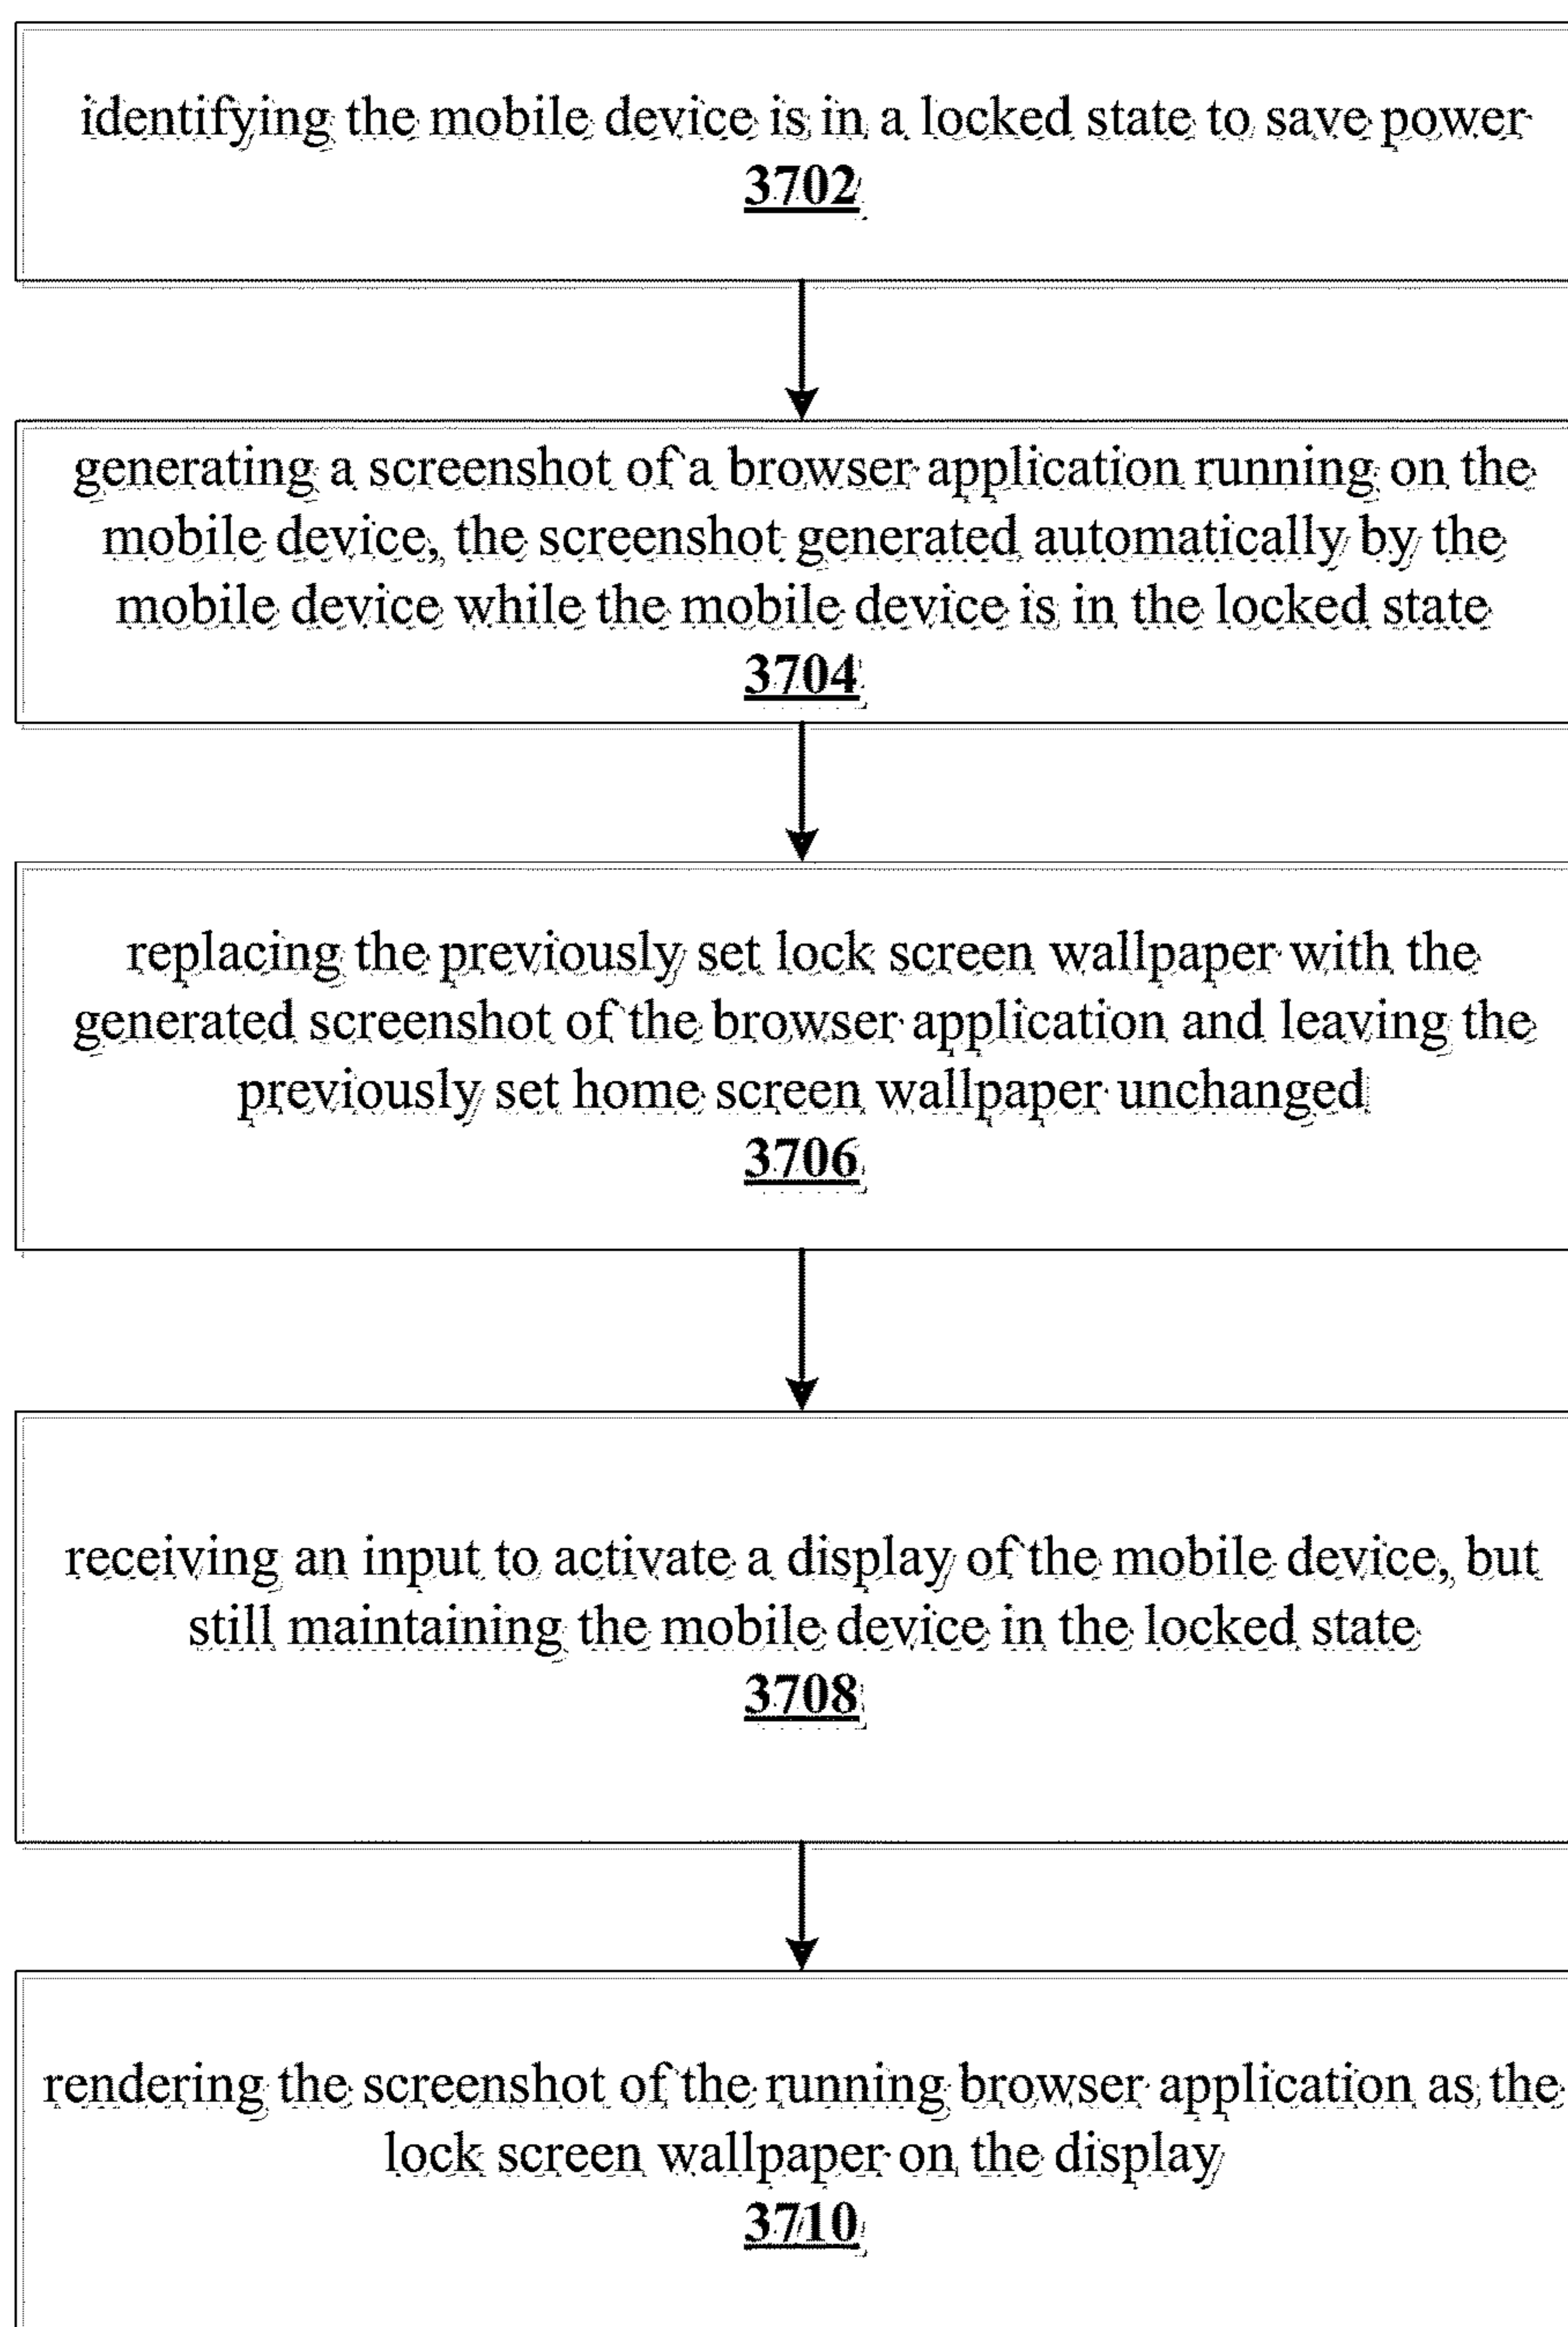 identifying the mobile device is in a locked state to save power
3702
generating a screenshot of a browser application running on the
mobile device, the screenshot generated automatically by the
mobile device while the mobile device is in the locked state
3704
replacing the previously set lock screen wallpaper with the
generated screenshot of the browser application and leaving the
previously set home screen wallpaper unchanged
3706
receiving an input to activate a display of the mobile device, but
still maintaining the mobile device in the locked state
3708
rendering the screenshot of the running browser application as the
lock screen wallpaper on the display
3710